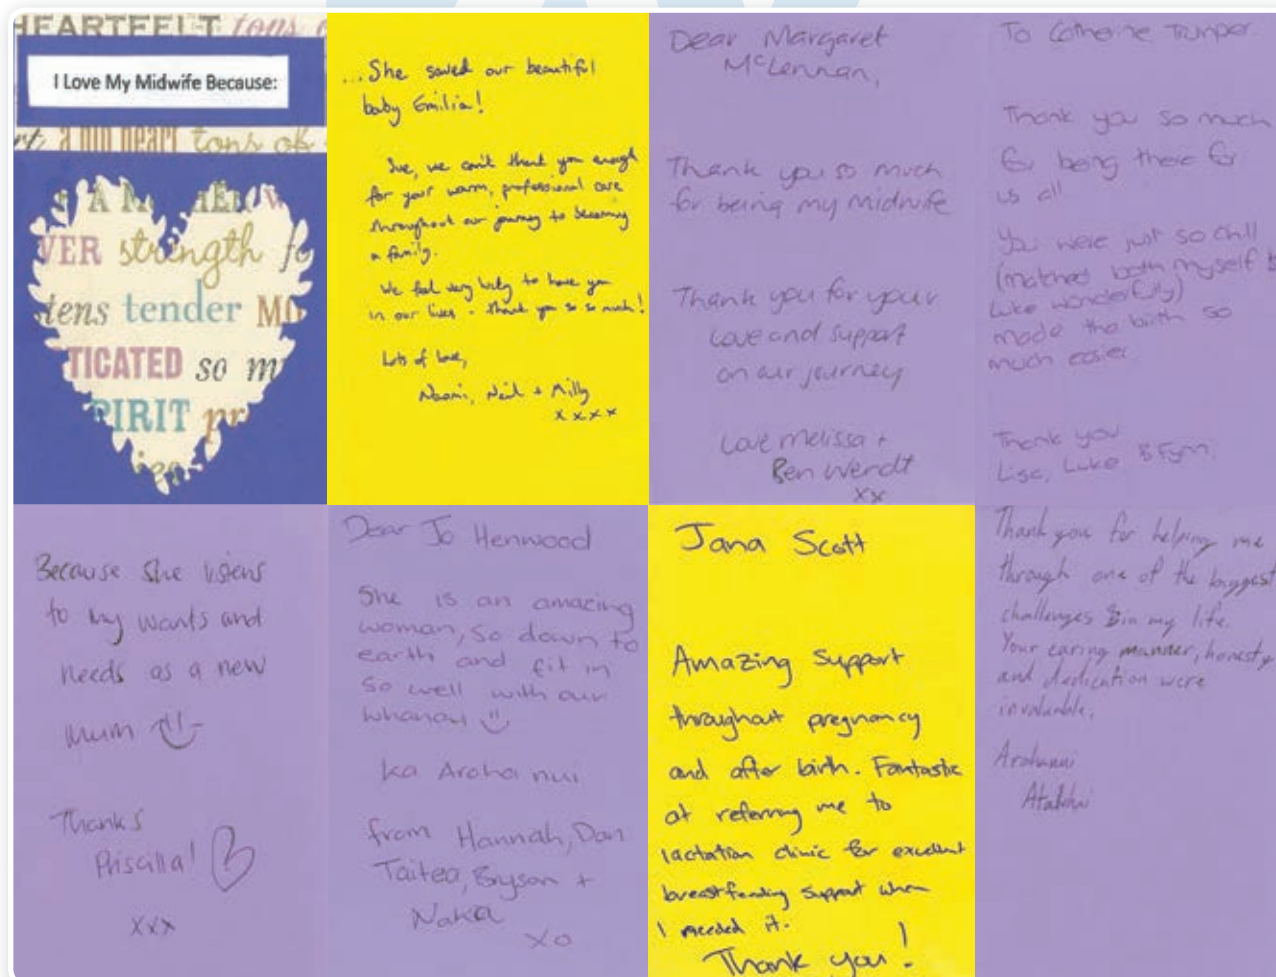 HEARTFELT tons o
I Love My Midwife Because:
tons of
strength fo
tens tender MO
TICATED so m
PIRIT pr
...She saved our beautiful
baby Emilia!
Sue, we can't thank you enough
for your warm, professional care
throughout our journey to becoming
a family.
We feel very lucky to have you
in our lives - thank you so so much!
Lots of love,
Naomi, Neil + Milly
xxxx
Dear Margaret
McLennan,
Thank you so much
for being my midwife
Thank you for your
Love and support
on our journey
Love Melissa +
Ben Wendt
xx
To Catherine Trumper
Thank you so much
for being there for
us all
You were just so chill
(matched both myself &
Luke wonderfully)
made the birth so
much easier.
Thank you
Lisa, Luke & Fynn.
Because she listens
to my wants and
needs as a new
mum
Thanks
Priscilla!
xxx
Dear Jo Henwood
She is an amazing
woman, so down to
earth and fit in
so well with our
whanau
ka Aroha nui
from Hannah, Dan
Taitea, Bryson +
Naka
xo
Jana Scott
Amazing support
throughout pregnancy
and after birth. Fantastic
at referring me to
lactation clinic for excellent
breastfeeding support when
I needed it.
Thank you!
Thank you for helping me
through one of the biggest
challenges in my life.
Your caring manner, honesty
and dedication were
invaluable.
Arohanui